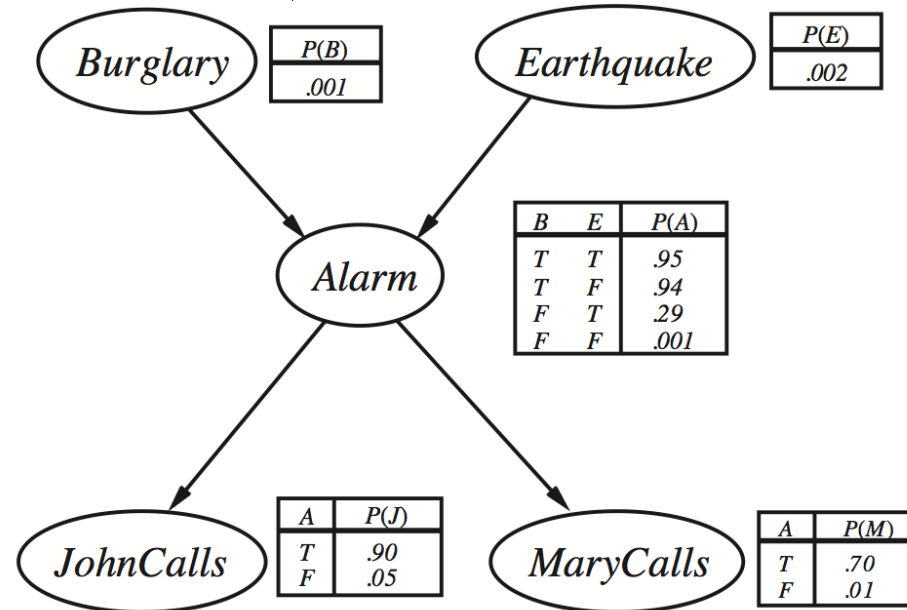 Burglary
P(B)
.001
Earthquake
P(E)
.002
Alarm
B E P(A)
T T .95
T F .94
F T .29
F F .001
JohnCalls
A P(J)
T .90
F .05
MaryCalls
A P(M)
T .70
F .01